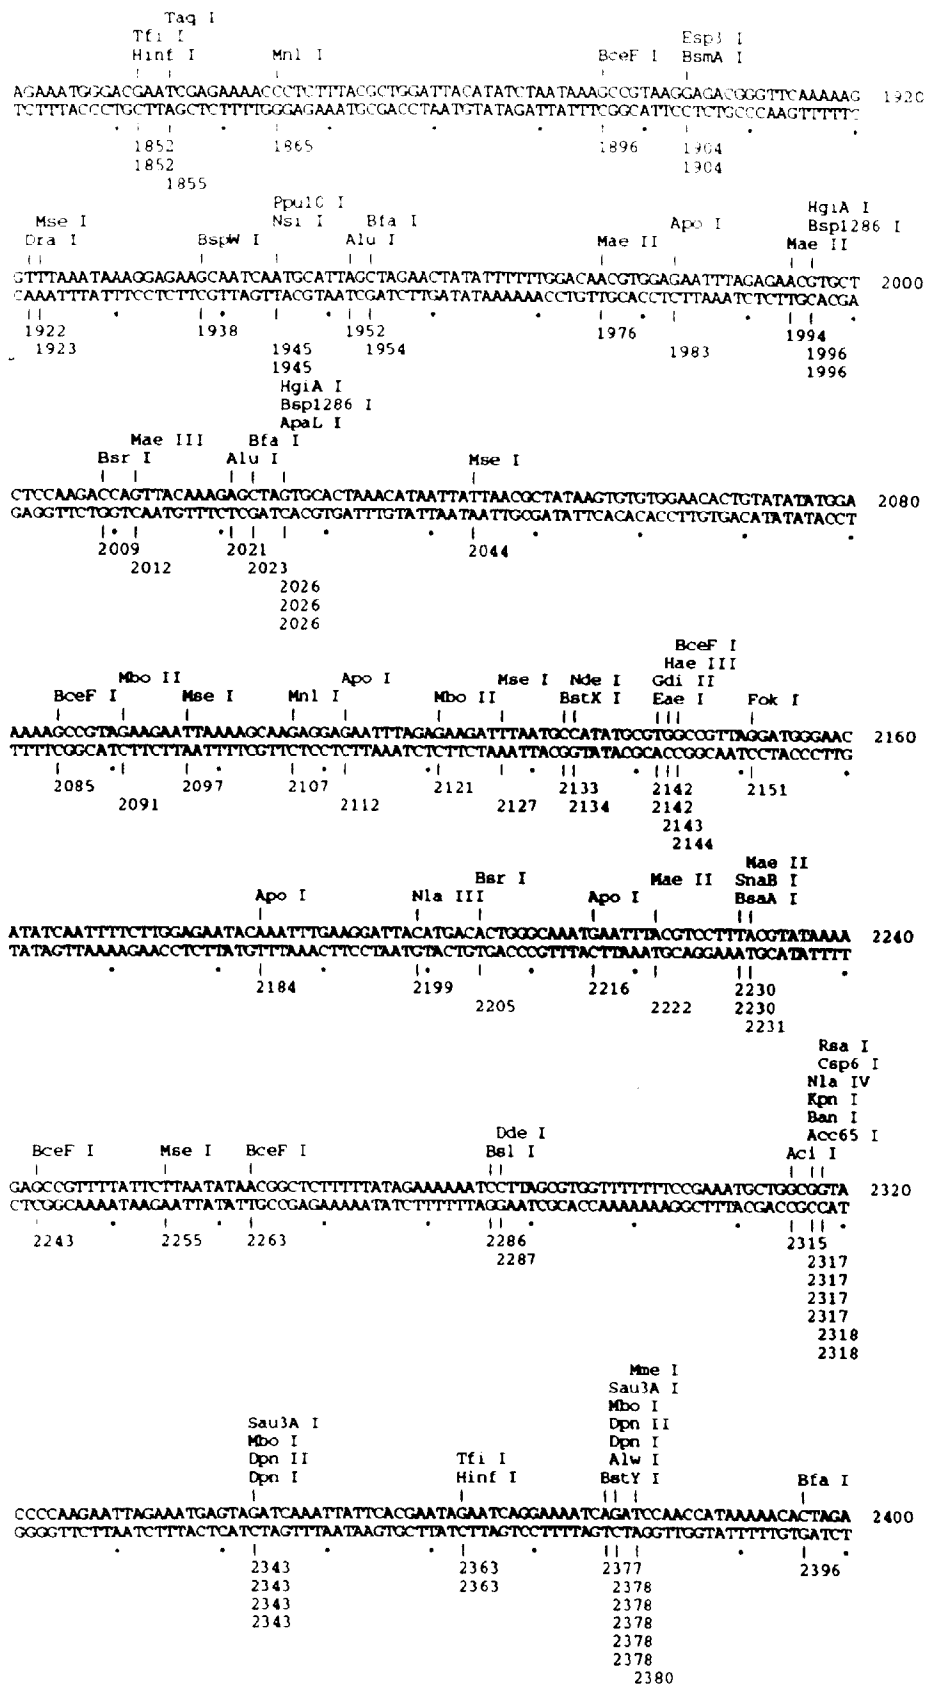 Taq I
Tfi I
Esp3 I
Hinf I Mnl I BceF I BsmA I
AGAAATGGGACGAATCGAGAAAACCCTCTTTACGCTGGATTACATATCTAATAAAGCCGTAAGGAGACGGGTTCAAAAAG 1920
TCTTTACCCTGCTTAGCTCTTTTGGGAGAAATGCGACCTAATGTATAGATTATTTCGGCATTCCTCTGCCCAAGTTTTTC
1852 1865 1896 1904
1852 1904
1855
Ppu10 I HgiA I
Mse I Nsi I Bfa I Apo I Bsp1286 I
Dra I BspW I Alu I Mae II Mae II
GTTTAAATAAAGGAGAAGCAATCAATGCATTAGCTAGAACTATATTTTTTGGACAACGTGGAGAATTTAGAGAACGTGCT 2000
CAAATTTATTTCCTCTTCGTTAGTTACGTAATCGATCTTGATATAAAAAACCTGTTGCACCTCTTAAATCTCTTGCACGA
1922 1938 1952 1976 1994
1923 1945 1954 1983 1996
1945 1996
HgiA I
Bsp1286 I
ApaL I
Mae III Bfa I
Bsr I Alu I Mse I
CTCCAAGACCAGTTACAAAGAGCTAGTGCACTAAACATAATTATTAACGCTATAAGTGTGTGGAACACTGTATATATGGA 2080
GAGGTTCTGGTCAATGTTTCTCGATCACGTGATTTGTATTAATAATTGCGATATTCACACACCTTGTGACATATATACCT
2009 2021 2044
2012 2023
2026
2026
2026
BceF I
Hae III
Mbo II Apo I Mse I Nde I Gdi II
BceF I Mse I Mnl I Mbo II BstX I Eae I Fok I
AAAAGCCGTAGAAGAATTAAAAGCAAGAGGAGAATTTAGAGAAGATTTAATGCCATATGCGTGGCCGTTAGGATGGGAAC 2160
TTTTCGGCATCTTCTTAATTTTCGTTCTCCTCTTAAATCTCTTCTAAATTACGGTATACGCACCGGCAATCCTACCCTTG
2085 2097 2107 2121 2133 2142 2151
2091 2112 2127 2134 2142
2143
2144
Mae II
Bsr I Mae II SnaB I
Apo I Nla III Apo I BsaA I
ATATCAATTTTCTTGGAGAATACAAATTTGAAGGATTACATGACACTGGGCAAATGAATTTACGTCCTTTACGTATAAAA 2240
TATAGTTAAAAGAACCTCTTATGTTTAAACTTCCTAATGTACTGTGACCCGTTTACTTAAATGCAGGAAATGCATATTTT
2184 2199 2216 2230
2205 2222 2230
2231
Rsa I
Csp6 I
Nla IV
Kpn I
Dde I Ban I
BceF I Mse I BceF I Bsl I Acc65 I
Aci I
GAGCCGTTTTATTCTTAATATAACGGCTCTTTTTATAGAAAAAATCCTTAGCGTGGTTTTTTTCCGAAATGCTGGCGGTA 2320
CTCGGCAAAATAAGAATTATATTGCCGAGAAAAATATCTTTTTTAGGAATCGCACCAAAAAAAGGCTTTACGACCGCCAT
2243 2255 2263 2286 2315
2287 2317
2317
2317
2317
2318
2318
Mme I
Sau3A I Sau3A I
Mbo I Mbo I
Dpn II Dpn II
Dpn I Tfi I Dpn I
Hinf I Alw I
BstY I Bfa I
CCCCAAGAATTAGAAATGAGTAGATCAAATTATTCACGAATAGAATCAGGAAAATCAGATCCAACCATAAAAACACTAGA 2400
GGGGTTCTTAATCTTTACTCATCTAGTTTAATAAGTGCTTATCTTAGTCCTTTTAGTCTAGGTTGGTATTTTTGTGATCT
2343 2363 2377 2396
2343 2363 2378
2343 2378
2343 2378
2378
2378
2380